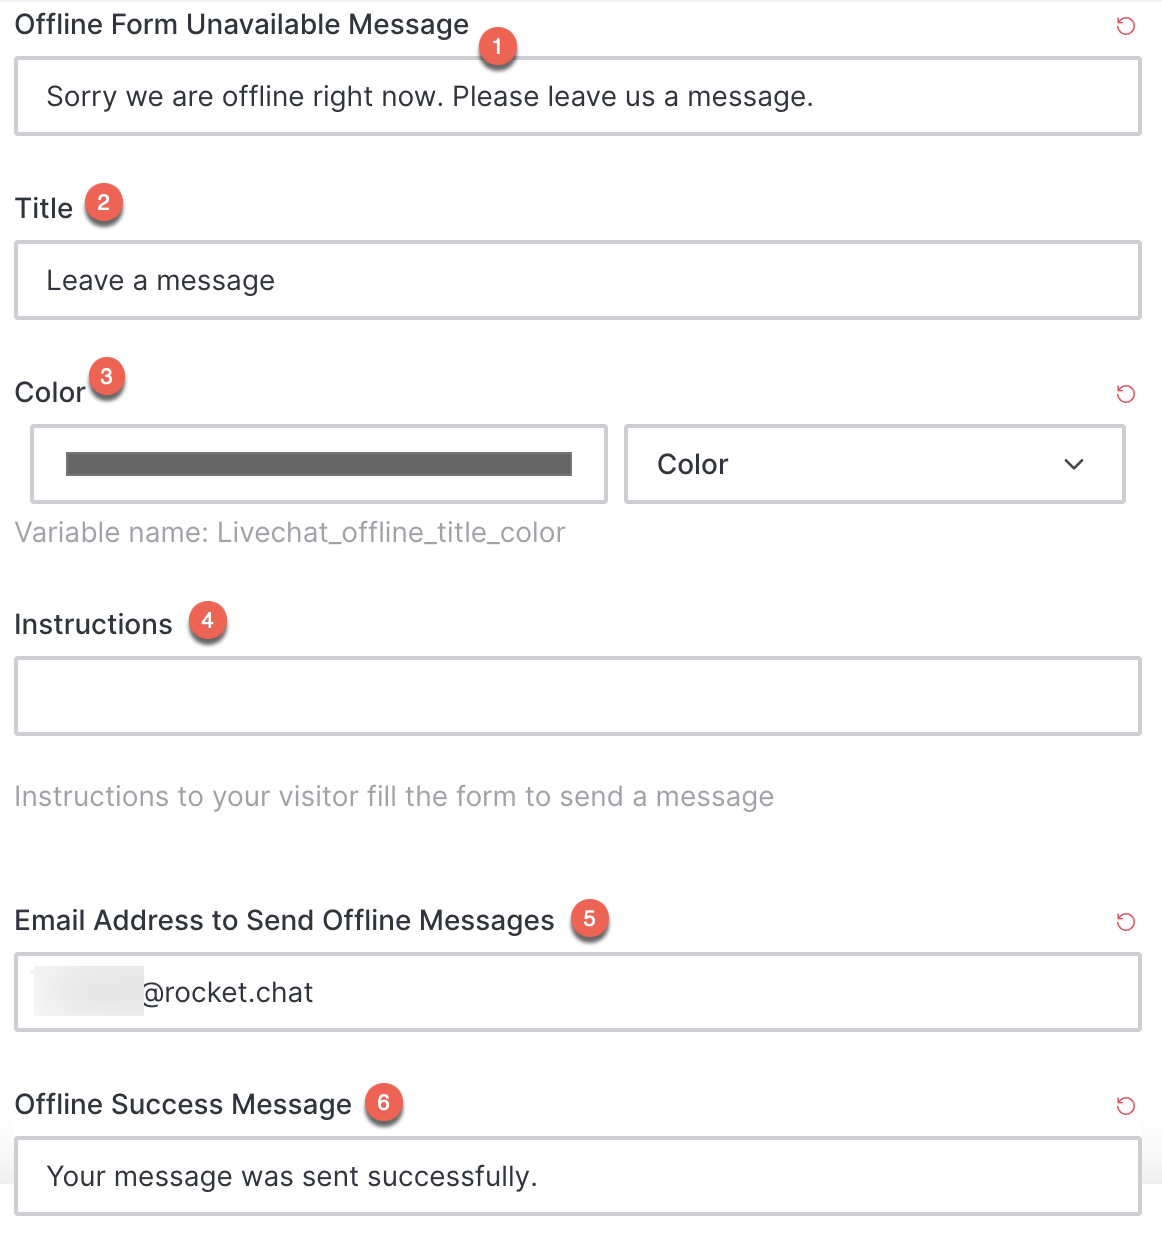 Offline Form Unavailable Message
1
Sorry we are offline right now. Please leave us a message.
Title 2
Leave a message
Color 3
Color
Variable name: Livechat_offline_title_color
Instructions 4
Instructions to your visitor fill the form to send a message
Email Address to Send Offline Messages 5
@rocket.chat
Offline Success Message 6
Your message was sent successfully.